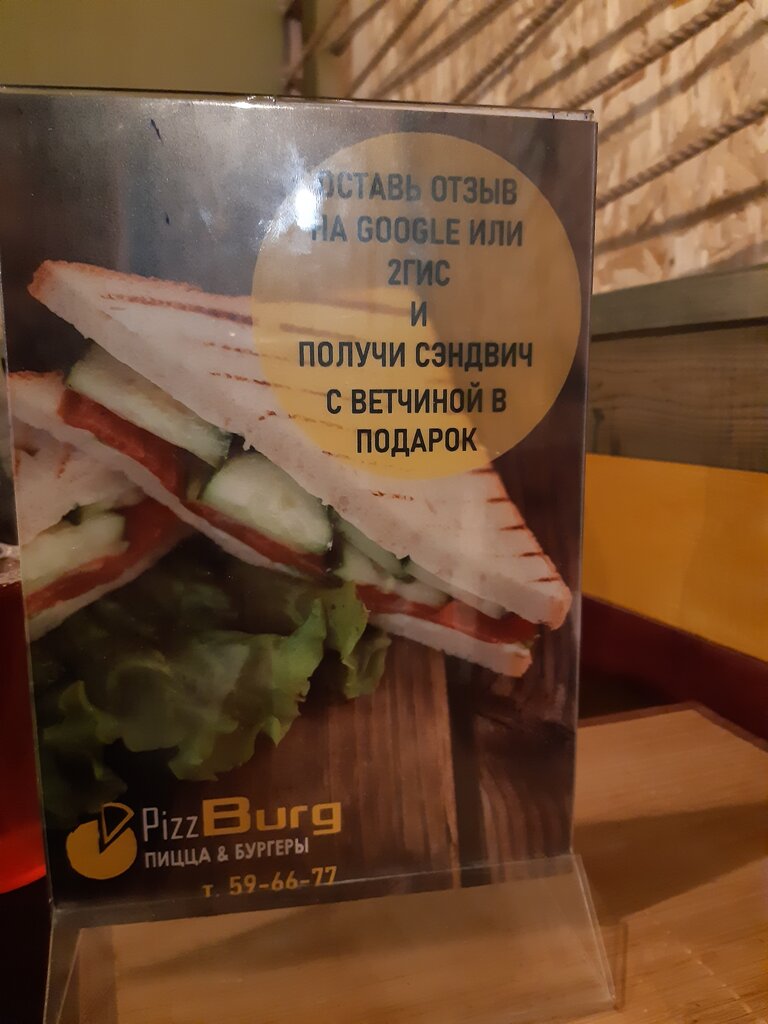 ОСТАВЬ ОТЗЫВ
НА GOOGLE ИЛИ
2ГИС
И
ПОЛУЧИ СЭНДВИЧ
С ВЕТЧИНОЙ В
ПОДАРОК
PizzBurg
ПИЦЦА & БУРГЕРЫ
т. 59-66-77